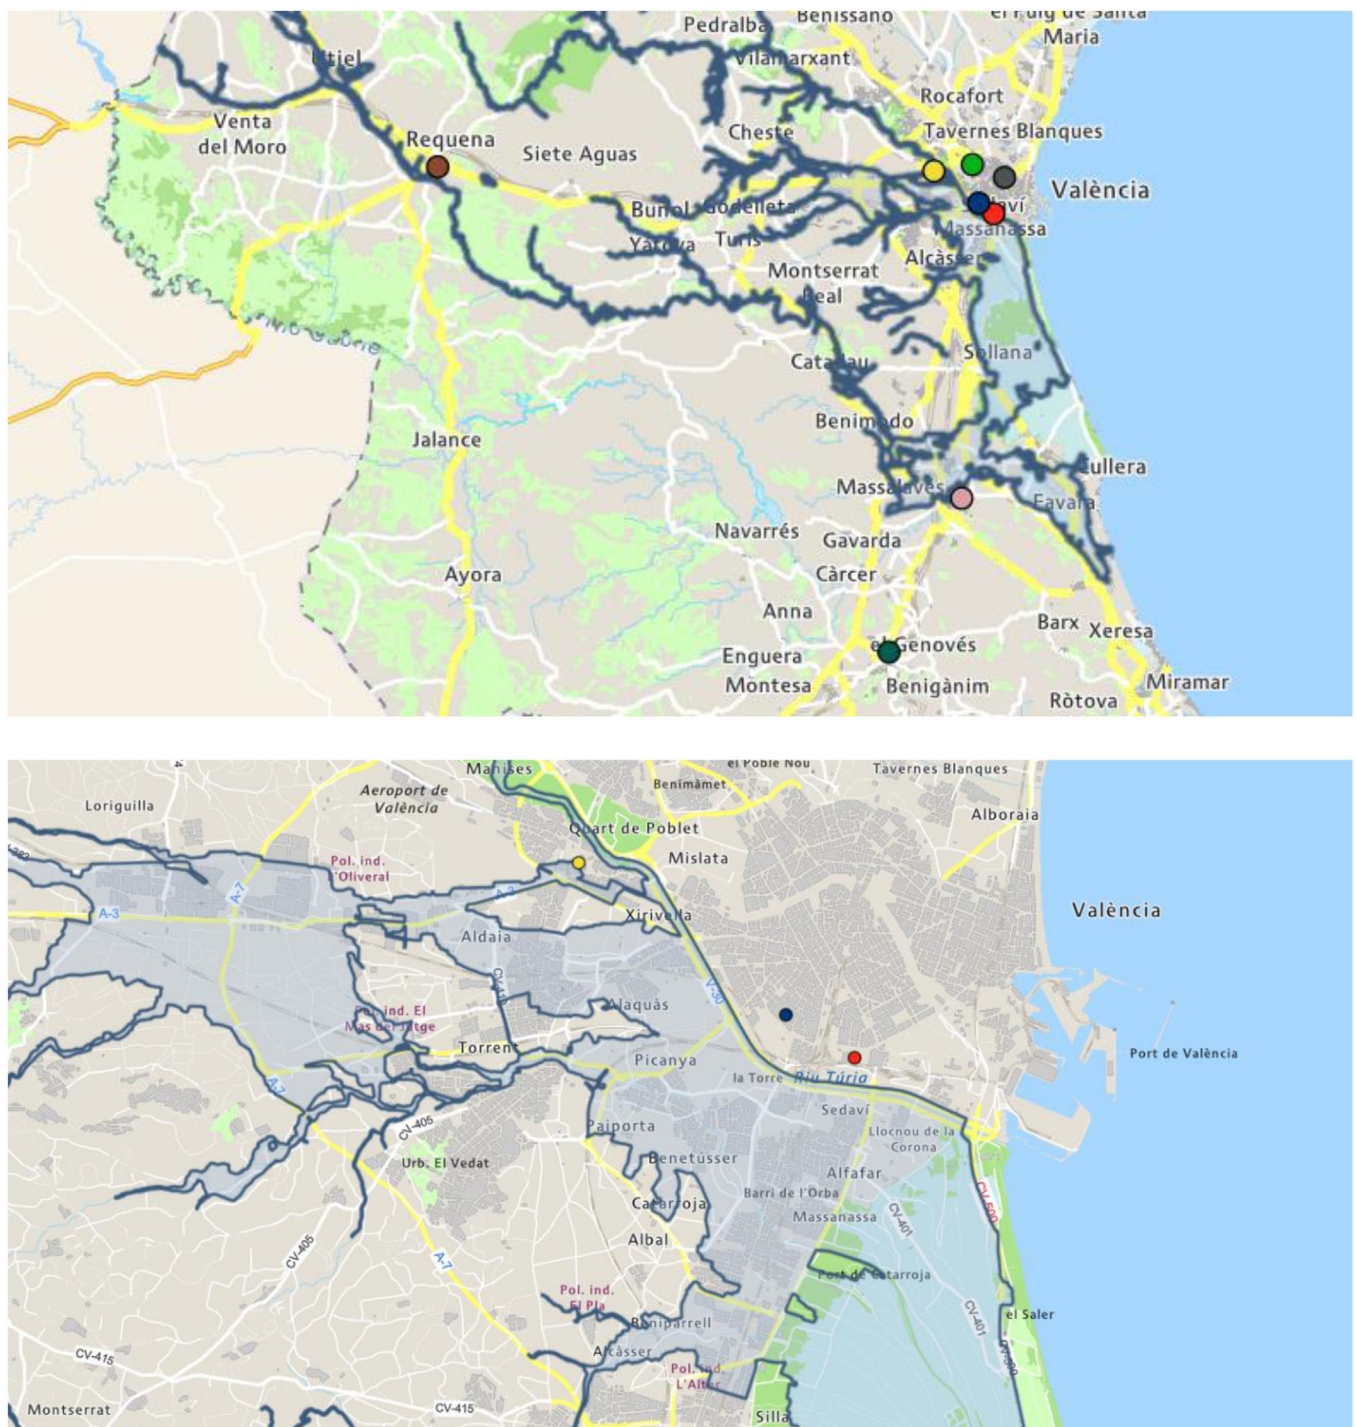 Pedralba
Benissano
el Puig de Santa
Maria
Utiel
Vilamarxant
Rocafort
Venta
del Moro
Requena
Siete Aguas
Cheste
Tavernes Blanques
València
Buñol
Godelleta
Massanassa
Yátova
Turís
Alcàsser
Montserrat
Real
Catadau
Sollana
Benimodo
Jalance
Cullera
Massalavés
Favara
Navarrés
Gavarda
Càrcer
Ayora
Anna
Barx
Xeresa
el Genovés
Enguera
Montesa
Benigànim
Miramar
Ròtova
Manises
el Poble Nou
Tavernes Blanques
Benimàmet
Aeroport de
València
Loriguilla
Alboraia
Quart de Poblet
Mislata
Pol. ind.
l'Oliveral
A-7
A-3
A-3
Xirivella
València
Aldaia
CV-410
V-30
Alaquàs
Pol. ind. El
Mas del Jutge
Torrent
Picanya
la Torre
Riu Túria
Port de València
A-7
Sedaví
CV-405
Paiporta
Llocnou de la
Corona
Urb. El Vedat
Benetússer
Alfafar
Barri de l'Orba
CV-500
Catarroja
Massanassa
CV-401
CV-405
Albal
A-7
Port de Catarroja
Pol. ind.
El Pla
CV-401
el Saler
Beniparrell
Alcàsser
CV-500
CV-415
Pol. ind.
L'Alter
Montserrat
CV-415
Silla